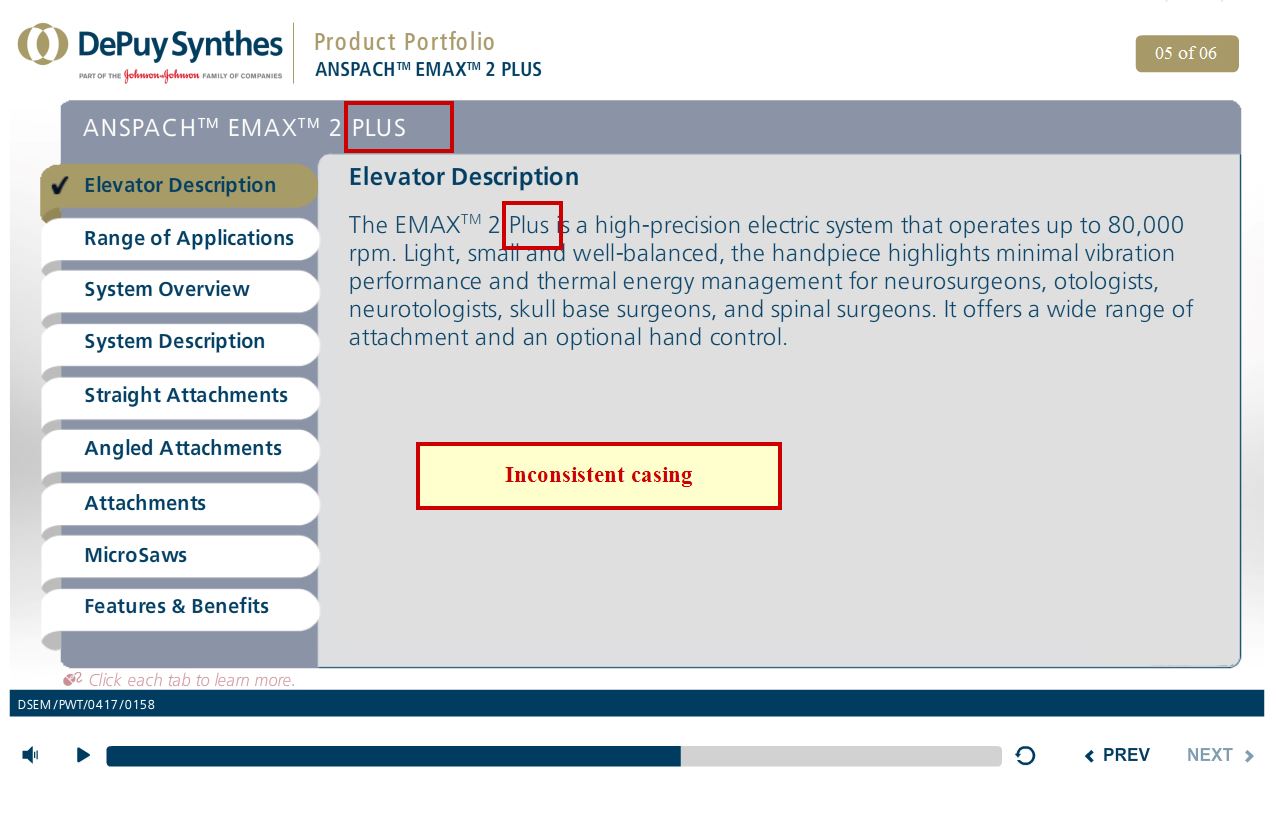 DePuy Synthes
PART OF THE Johnson & Johnson FAMILY OF COMPANIES
Product Portfolio
ANSPACH™ EMAX™ 2 PLUS
05 of 06
ANSPACH™ EMAX™ 2 PLUS
Elevator Description
Range of Applications
System Overview
System Description
Straight Attachments
Angled Attachments
Attachments
MicroSaws
Features & Benefits
Elevator Description
The EMAX™ 2 Plus is a high-precision electric system that operates up to 80,000
rpm. Light, small and well-balanced, the handpiece highlights minimal vibration
performance and thermal energy management for neurosurgeons, otologists,
neurotologists, skull base surgeons, and spinal surgeons. It offers a wide range of
attachment and an optional hand control.
Inconsistent casing
Click each tab to learn more.
DSEM/PWT/0417/0158
PREV
NEXT